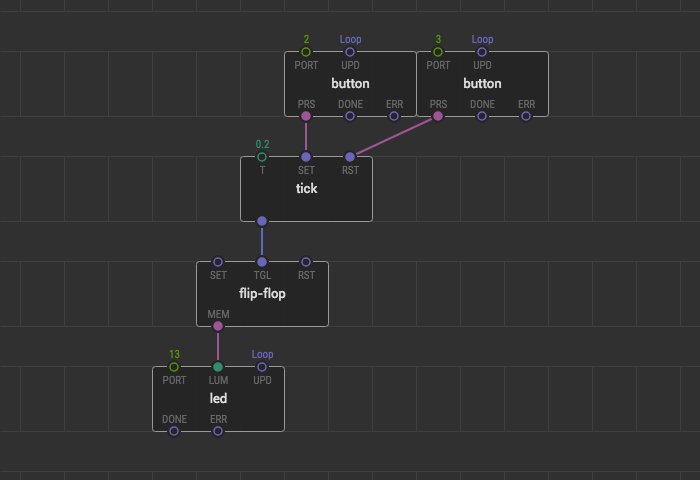 2 Loop 3 Loop
PORT UPD PORT UPD
button button
PRS DONE ERR PRS DONE ERR
0.2
T SET RST
tick
SET TGL RST
flip-flop
MEM
13 Loop
PORT LUM UPD
led
DONE ERR